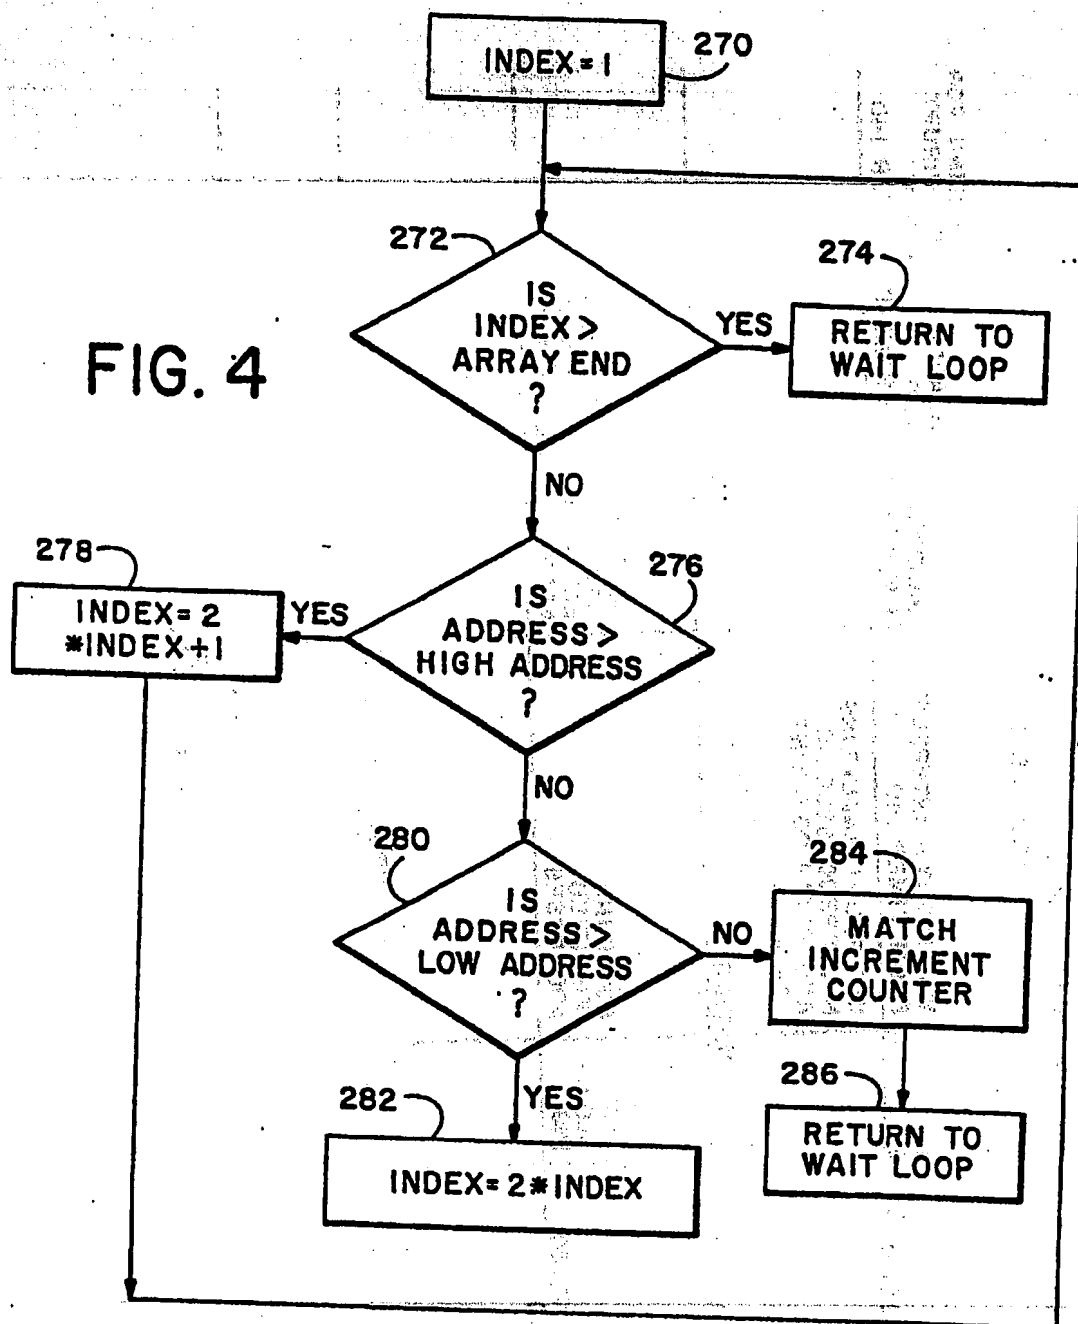 INDEX=1
270
272
IS
INDEX>
ARRAY END
?
YES
274
RETURN TO
WAIT LOOP
FIG. 4
NO
276
IS
ADDRESS>
HIGH ADDRESS
?
YES
278
INDEX=2
*INDEX+1
NO
280
IS
ADDRESS>
LOW ADDRESS
?
NO
284
MATCH
INCREMENT
COUNTER
286
RETURN TO
WAIT LOOP
YES
282
INDEX=2*INDEX